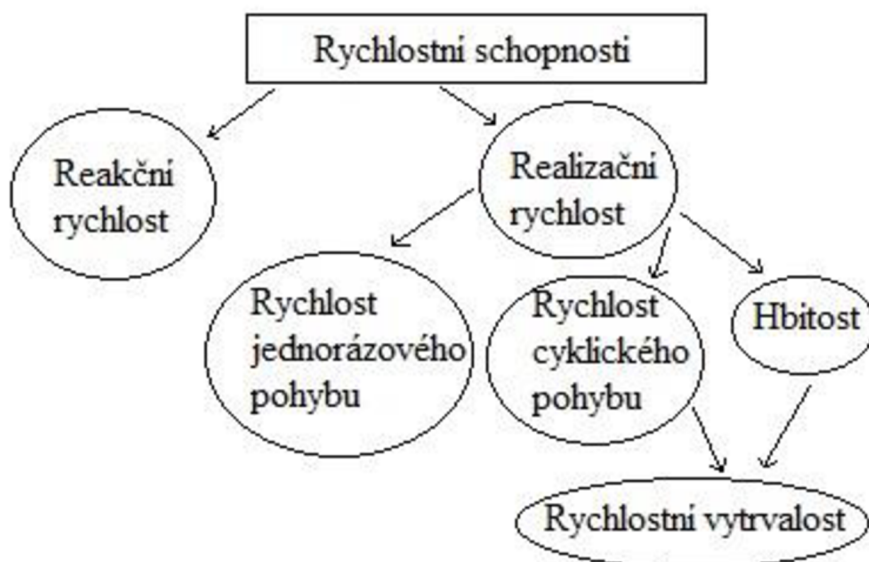 Rychlostní schopnosti
Reakční
rychlost
Realizační
rychlost
Rychlost
jednorázového
pohybu
Rychlost
cyklického
pohybu
Hbitost
Rychlostní vytrvalost